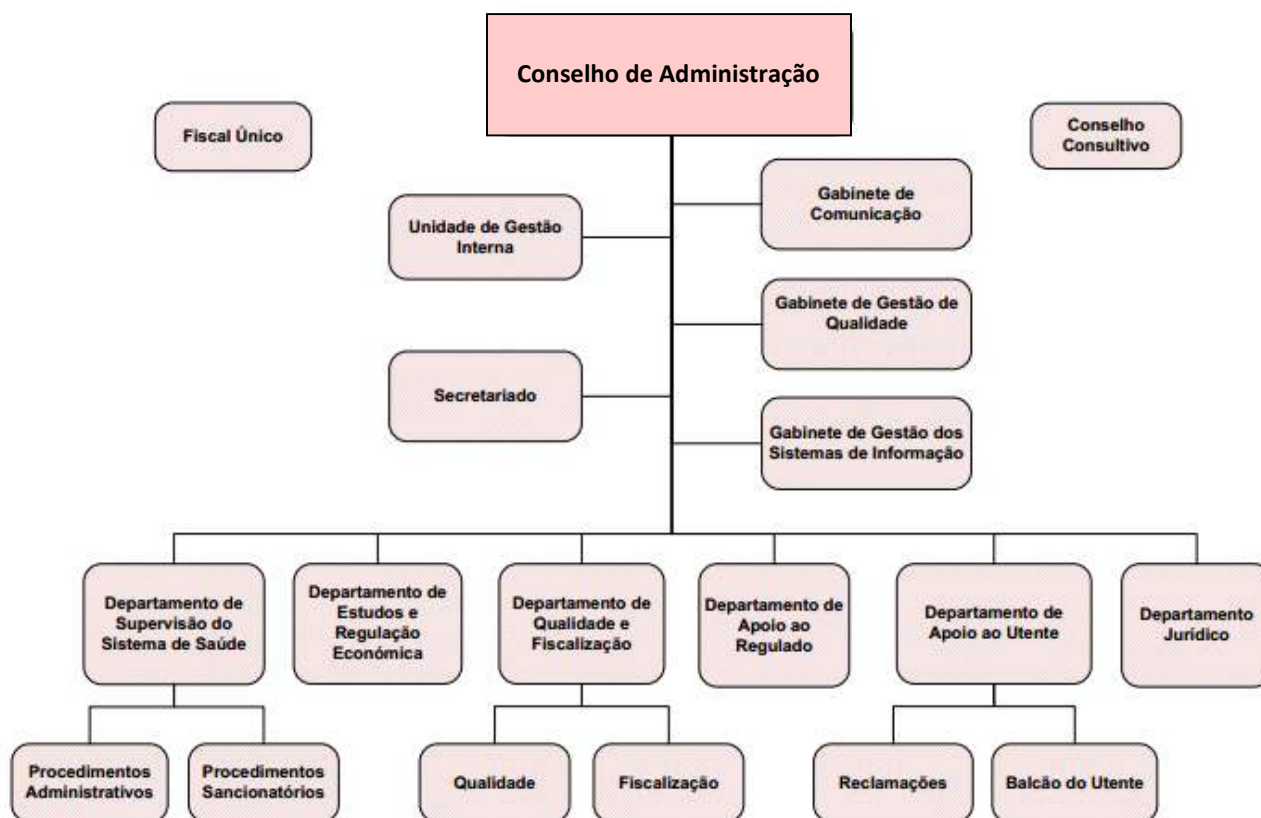 Conselho de Administração
Fiscal Único
Conselho
Consultivo
Gabinete de
Comunicação
Unidade de Gestão
Interna
Gabinete de Gestão de
Qualidade
Secretariado
Gabinete de Gestão dos
Sistemas de Informação
Departamento de
Supervisão do
Sistema de Saúde
Departamento de
Estudos e
Regulação
Económica
Departamento de
Qualidade e
Fiscalização
Departamento de
Apoio ao
Regulado
Departamento de
Apoio ao Utente
Departamento
Jurídico
Procedimentos
Administrativos
Procedimentos
Sancionatórios
Qualidade
Fiscalização
Reclamações
Balcão do Utente